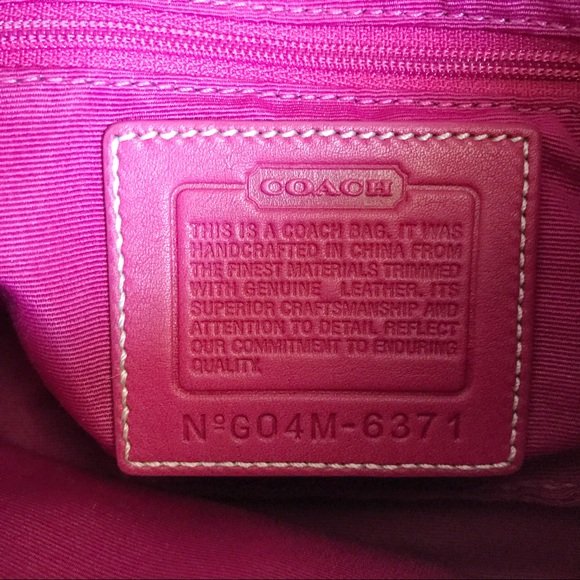 COACH
THIS IS A COACH BAG. IT WAS
HANDCRAFTED IN CHINA FROM
THE FINEST MATERIALS TRIMMED
WITH GENUINE LEATHER. ITS
SUPERIOR CRAFTSMANSHIP AND
ATTENTION TO DETAIL REFLECT
OUR COMMITMENT TO ENDURING
QUALITY.
Nº G04M-6371